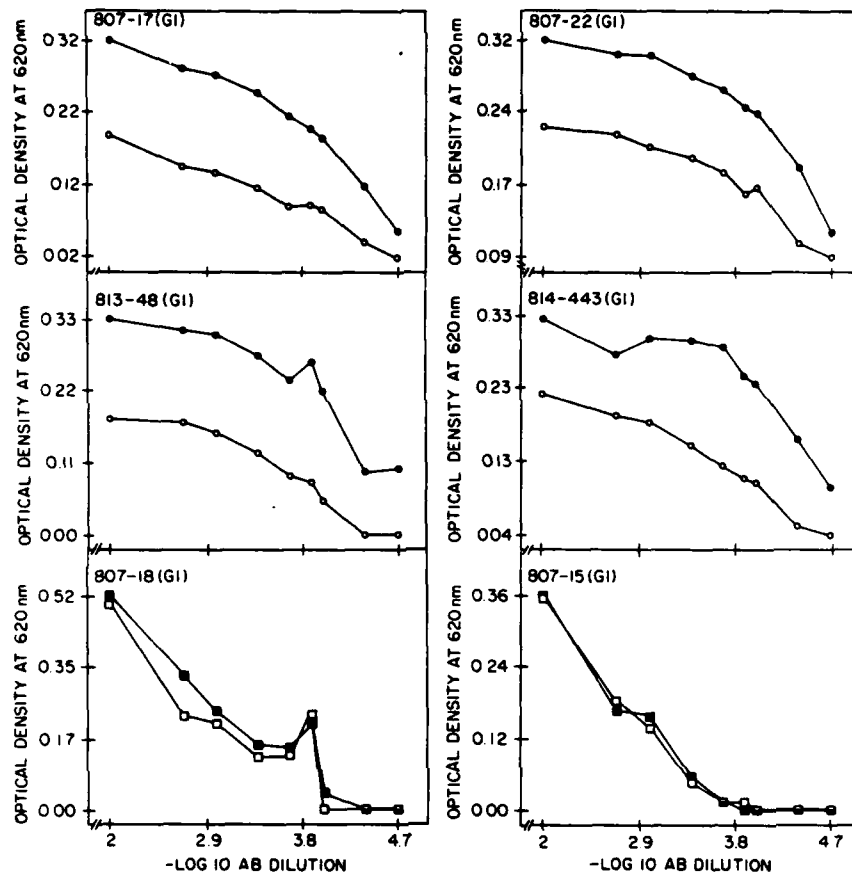 807-17(G1)
OPTICAL DENSITY AT 620nm
0.32
0.22
0.12
0.02
807-22(G1)
OPTICAL DENSITY AT 620nm
0.32
0.24
0.17
0.09
813-48(G1)
OPTICAL DENSITY AT 620nm
0.33
0.22
0.11
0.00
814-443(G1)
OPTICAL DENSITY AT 620nm
0.33
0.23
0.13
0.04
807-18(G1)
OPTICAL DENSITY AT 620nm
0.52
0.35
0.17
0.00
2 2.9 3.8 4.7
-LOG 10 AB DILUTION
807-15(G1)
OPTICAL DENSITY AT 620nm
0.36
0.24
0.12
0.00
2 2.9 3.8 4.7
-LOG 10 AB DILUTION